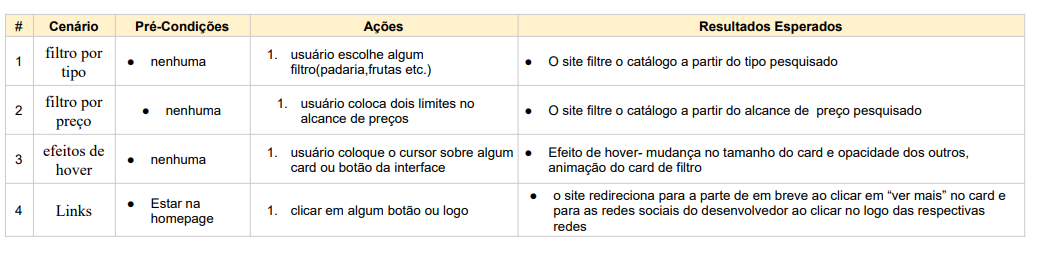 # Cenário Pré-Condições Ações Resultados Esperados
1 filtro por tipo ● nenhuma 1. usuário escolhe algum filtro(padaria,frutas etc.) ● O site filtre o catálogo a partir do tipo pesquisado
2 filtro por preço ● nenhuma 1. usuário coloca dois limites no alcance de preços ● O site filtre o catálogo a partir do alcance de preço pesquisado
3 efeitos de hover ● nenhuma 1. usuário coloque o cursor sobre algum card ou botão da interface ● Efeito de hover- mudança no tamanho do card e opacidade dos outros, animação do card de filtro
4 Links ● Estar na homepage 1. clicar em algum botão ou logo ● o site redireciona para a parte de em breve ao clicar em “ver mais” no card e para as redes sociais do desenvolvedor ao clicar no logo das respectivas redes